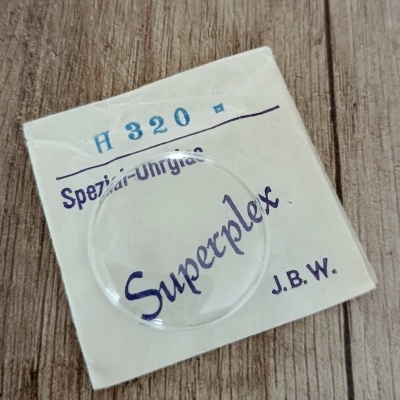 H 320 ¤
Spezial-Uhrglas
Superplex
J.B.W.